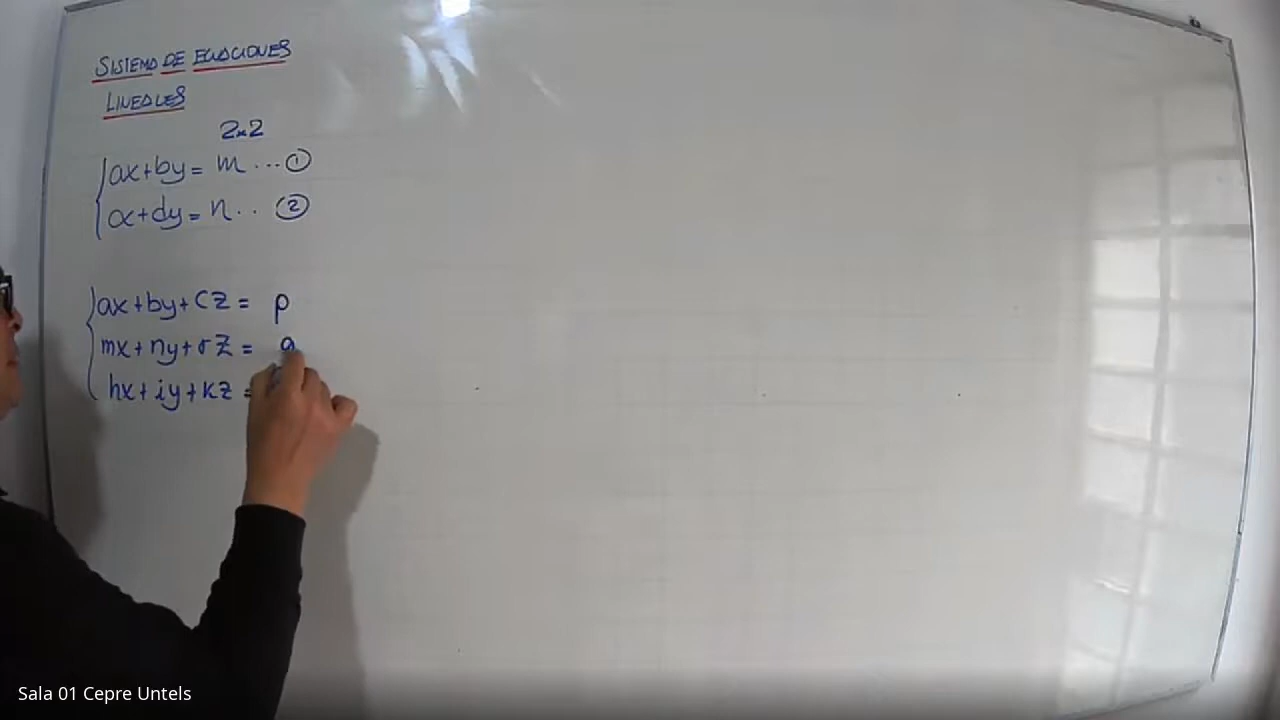 SISTEMA DE ECUACIONES
LINEALES
2x2
ax+by= m ... ①
cx+dy= n .. ②
ax+by+cz = p
mx+ny+rz = q
hx+iy+kz =
Sala 01 Cepre Untels